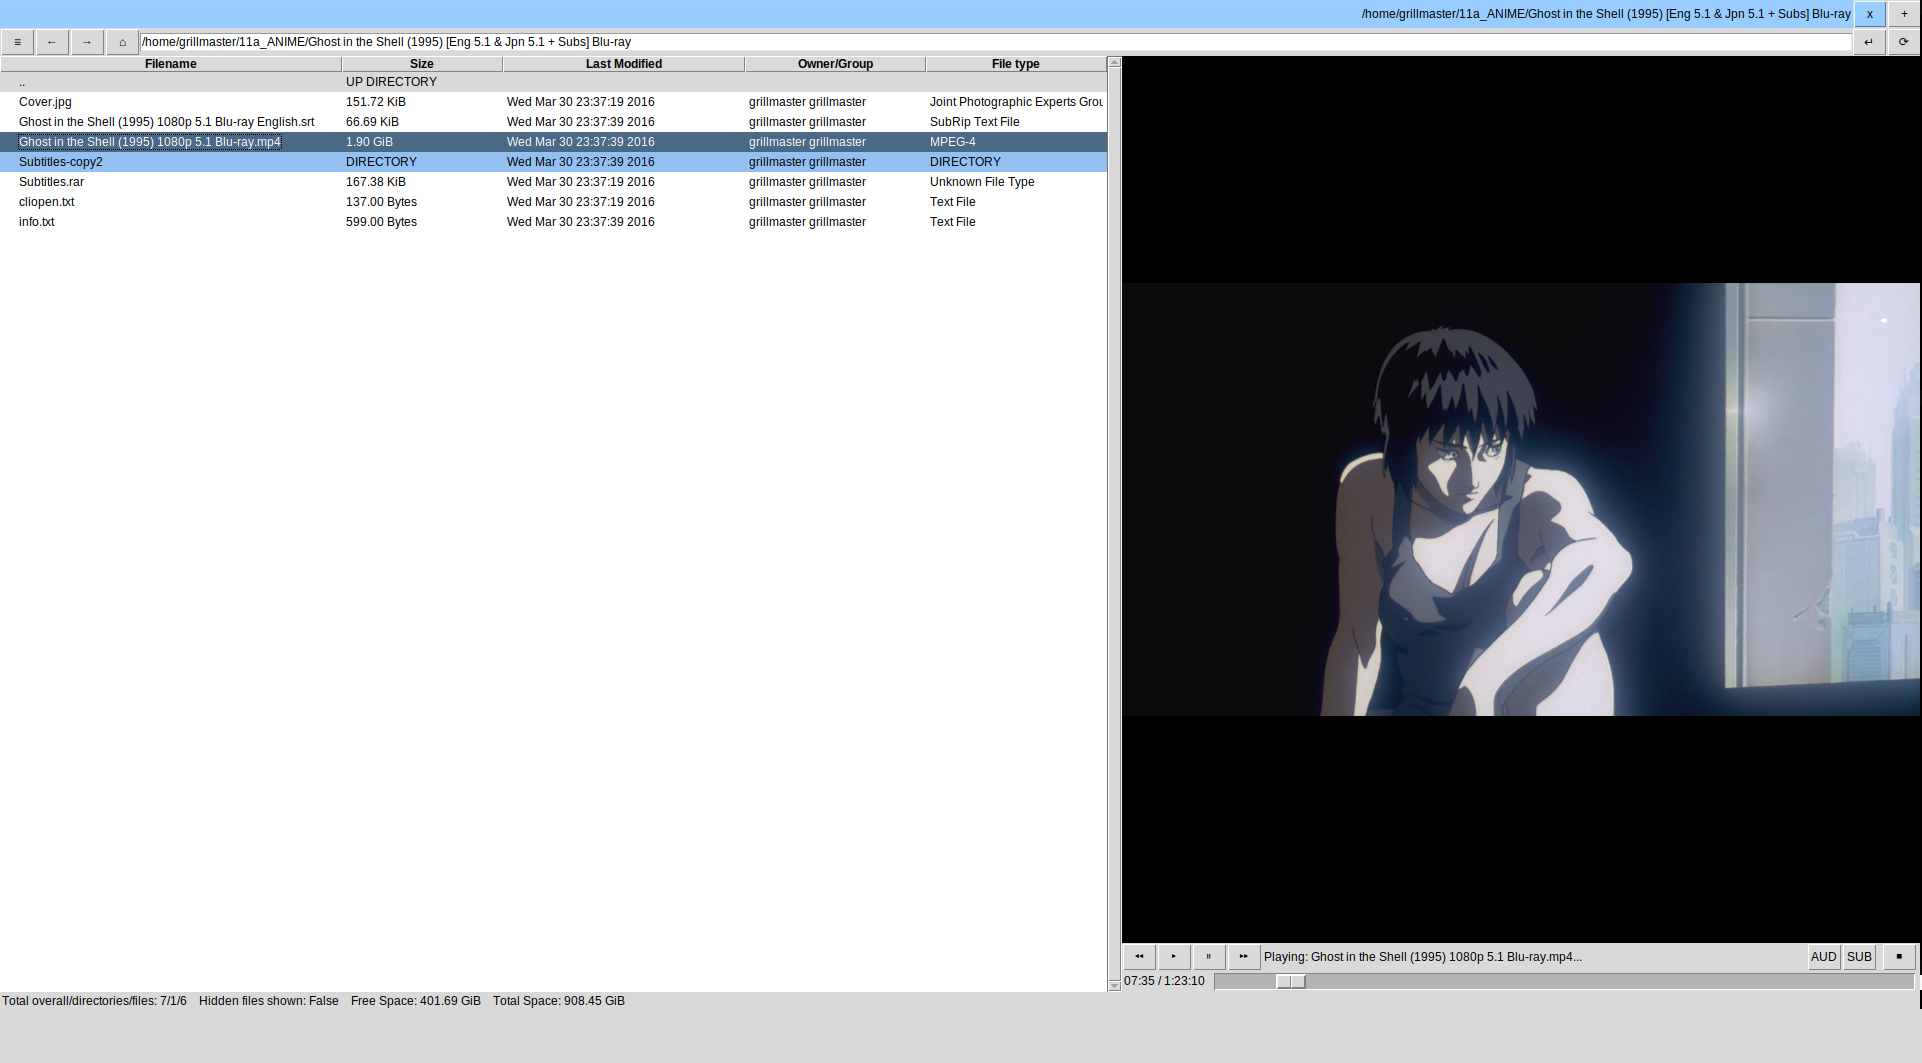 /home/grillmaster/11a_ANIME/Ghost in the Shell (1995) [Eng 5.1 & Jpn 5.1 + Subs] Blu-ray x +
≡ ← → ⌂ /home/grillmaster/11a_ANIME/Ghost in the Shell (1995) [Eng 5.1 & Jpn 5.1 + Subs] Blu-ray ↵ ⟳
Filename Size Last Modified Owner/Group File type
.. UP DIRECTORY
Cover.jpg 151.72 KiB Wed Mar 30 23:37:19 2016 grillmaster grillmaster Joint Photographic Experts Grou
Ghost in the Shell (1995) 1080p 5.1 Blu-ray English.srt 66.69 KiB Wed Mar 30 23:37:39 2016 grillmaster grillmaster SubRip Text File
Ghost in the Shell (1995) 1080p 5.1 Blu-ray.mp4 1.90 GiB Wed Mar 30 23:37:39 2016 grillmaster grillmaster MPEG-4
Subtitles-copy2 DIRECTORY Wed Mar 30 23:37:39 2016 grillmaster grillmaster DIRECTORY
Subtitles.rar 167.38 KiB Wed Mar 30 23:37:19 2016 grillmaster grillmaster Unknown File Type
cliopen.txt 137.00 Bytes Wed Mar 30 23:37:19 2016 grillmaster grillmaster Text File
info.txt 599.00 Bytes Wed Mar 30 23:37:39 2016 grillmaster grillmaster Text File
Playing: Ghost in the Shell (1995) 1080p 5.1 Blu-ray.mp4... AUD SUB
07:35 / 1:23:10
Total overall/directories/files: 7/1/6 Hidden files shown: False Free Space: 401.69 GiB Total Space: 908.45 GiB